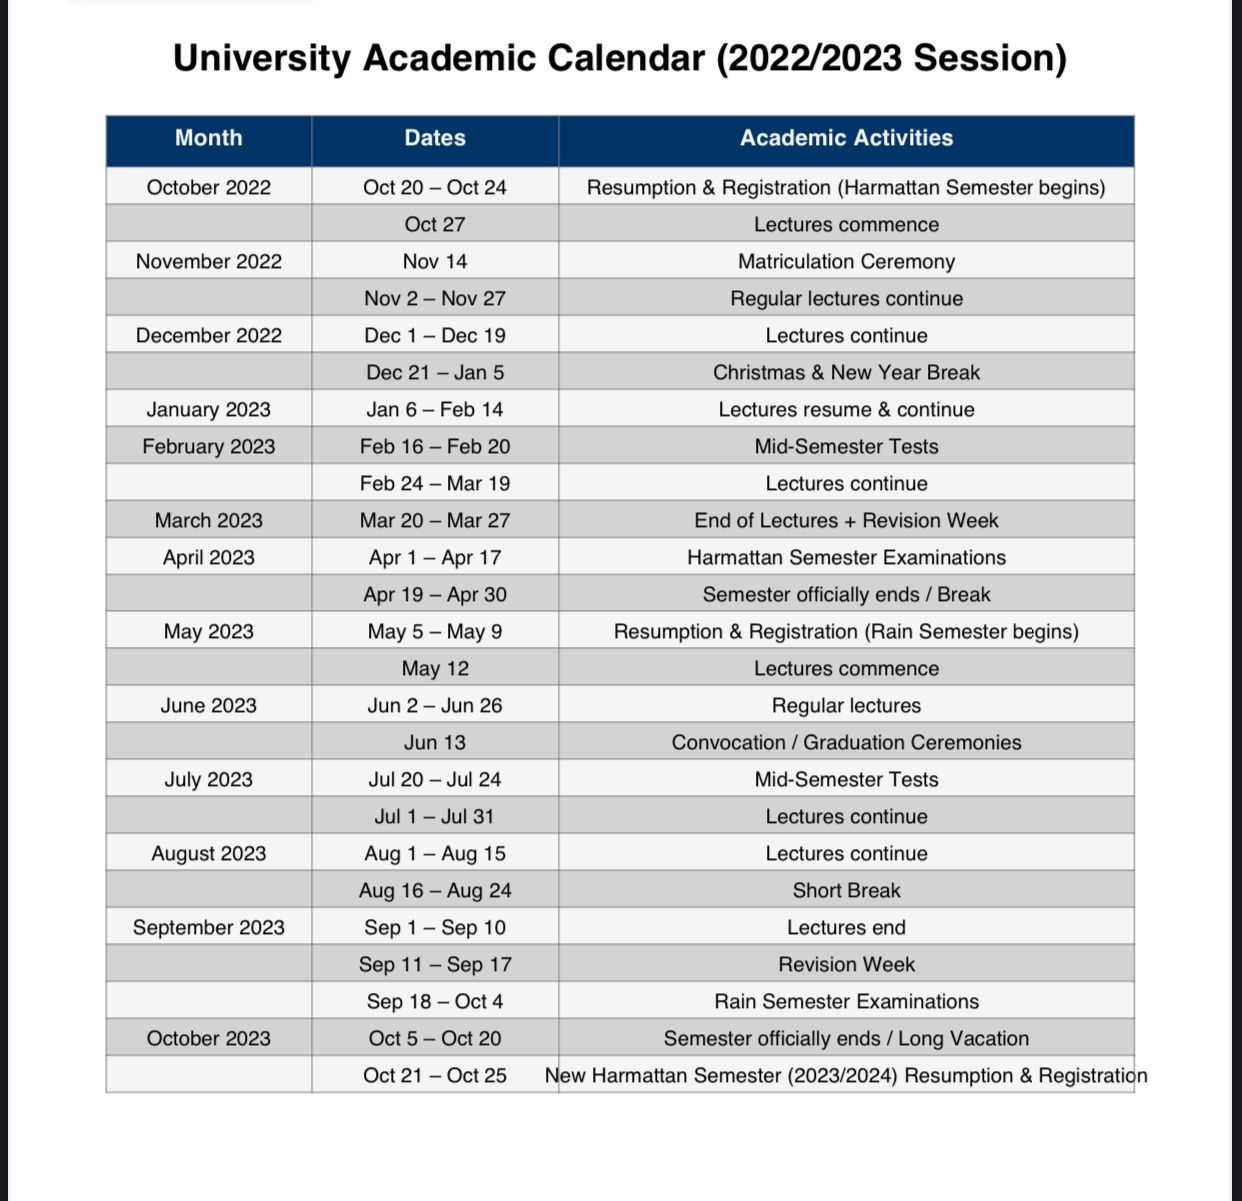 University Academic Calendar (2022/2023 Session)
Month Dates Academic Activities
October 2022 Oct 20 – Oct 24 Resumption & Registration (Harmattan Semester begins)
Oct 27 Lectures commence
November 2022 Nov 14 Matriculation Ceremony
Nov 2 – Nov 27 Regular lectures continue
December 2022 Dec 1 – Dec 19 Lectures continue
Dec 21 – Jan 5 Christmas & New Year Break
January 2023 Jan 6 – Feb 14 Lectures resume & continue
February 2023 Feb 16 – Feb 20 Mid-Semester Tests
Feb 24 – Mar 19 Lectures continue
March 2023 Mar 20 – Mar 27 End of Lectures + Revision Week
April 2023 Apr 1 – Apr 17 Harmattan Semester Examinations
Apr 19 – Apr 30 Semester officially ends / Break
May 2023 May 5 – May 9 Resumption & Registration (Rain Semester begins)
May 12 Lectures commence
June 2023 Jun 2 – Jun 26 Regular lectures
Jun 13 Convocation / Graduation Ceremonies
July 2023 Jul 20 – Jul 24 Mid-Semester Tests
Jul 1 – Jul 31 Lectures continue
August 2023 Aug 1 – Aug 15 Lectures continue
Aug 16 – Aug 24 Short Break
September 2023 Sep 1 – Sep 10 Lectures end
Sep 11 – Sep 17 Revision Week
Sep 18 – Oct 4 Rain Semester Examinations
October 2023 Oct 5 – Oct 20 Semester officially ends / Long Vacation
Oct 21 – Oct 25 New Harmattan Semester (2023/2024) Resumption & Registration